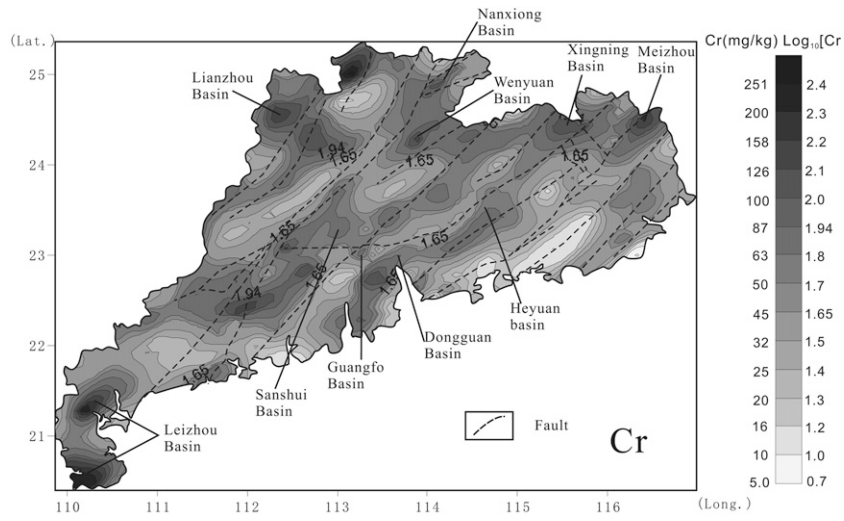 Nanxiong
Basin
(Lat.)
Xingning
Basin
Meizhou
Basin
Cr(mg/kg) Log₁₀[Cr
25
Lianzhou
Basin
Wenyuan
Basin
24
23
22
21
1.94
1.65
1.65
1.65
1.65
1.65
1.65
1.94
1.65
1.65
Heyuan
basin
Dongguan
Basin
Guangfo
Basin
Sanshui
Basin
Leizhou
Basin
Fault
Cr
110 111 112 113 114 115 116 (Long.)
251 2.4
200 2.3
158 2.2
126 2.1
100 2.0
87 1.94
63 1.8
50 1.7
45 1.65
32 1.5
25 1.4
20 1.3
16 1.2
10 1.0
5.0 0.7